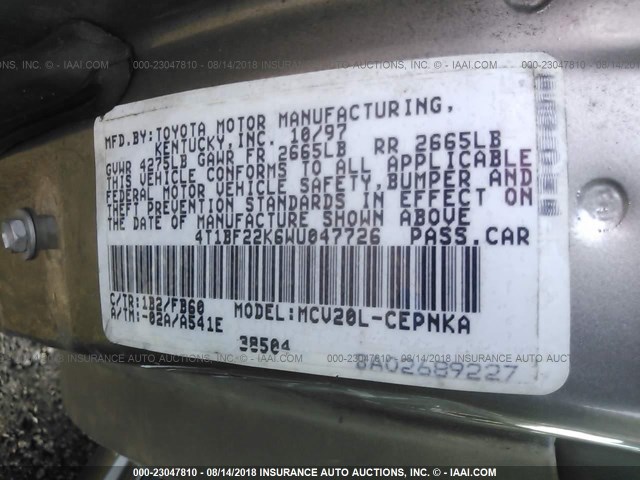 000-23047810 - 08/14/2018 INSURANCE AUTO AUCTIONS, INC. - © IAAI.COM
MFD.BY:TOYOTA MOTOR MANUFACTURING,
KENTUCKY,INC. 10/97
GVWR 4275LB GAWR FR 2665LB RR 2665LB
THIS VEHICLE CONFORMS TO ALL APPLICABLE
FEDERAL MOTOR VEHICLE SAFETY,BUMPER AND
THEFT PREVENTION STANDARDS IN EFFECT ON
THE DATE OF MANUFACTURE SHOWN ABOVE
4T1BF22K6WU047726 PASS.CAR
C/TR:1B2/FB60 MODEL:MCV20L-CEPNKA
A/TM:-02A/A541E
38504
BA02689227
000-23047810 - 08/14/2018 INSURANCE AUTO AUCTIONS, INC. - © IAAI.COM
000-23047810 - 08/14/2018 INSURANCE AUTO AUCTIONS, INC. - © IAAI.COM